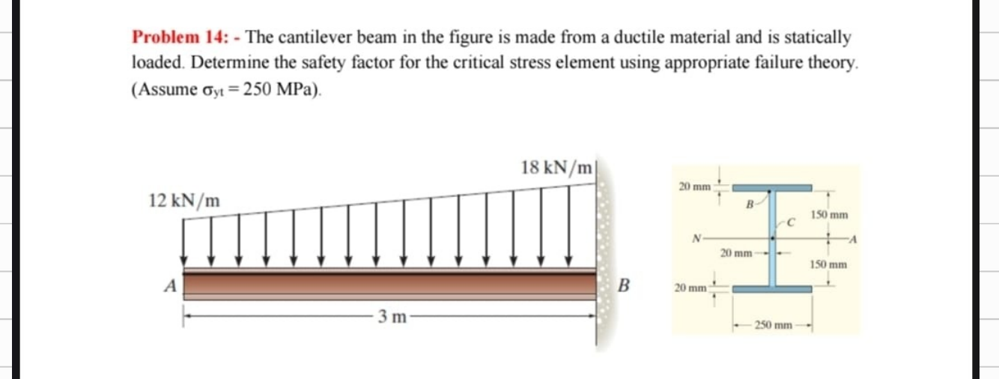 Problem 14: - The cantilever beam in the figure is made from a ductile material and is statically
loaded. Determine the safety factor for the critical stress element using appropriate failure theory.
(Assume σyt = 250 MPa).
18 kN/m
12 kN/m
A
B
3 m
20 mm
B
C
150 mm
N
A
20 mm
150 mm
20 mm
250 mm